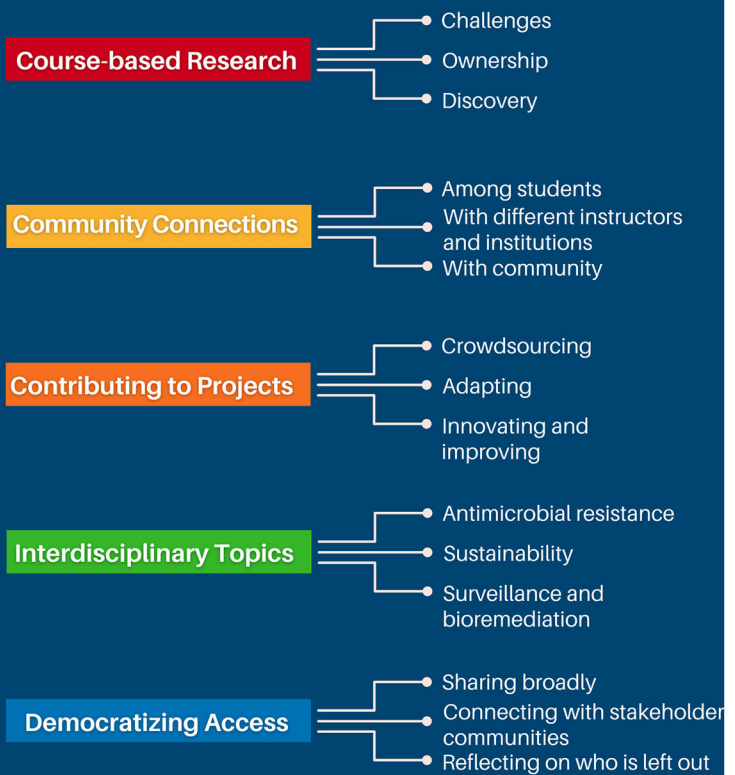 Course-based Research
Challenges
Ownership
Discovery
Community Connections
Among students
With different instructors
and institutions
With community
Contributing to Projects
Crowdsourcing
Adapting
Innovating and
improving
Interdisciplinary Topics
Antimicrobial resistance
Sustainability
Surveillance and
bioremediation
Democratizing Access
Sharing broadly
Connecting with stakeholder
communities
Reflecting on who is left out